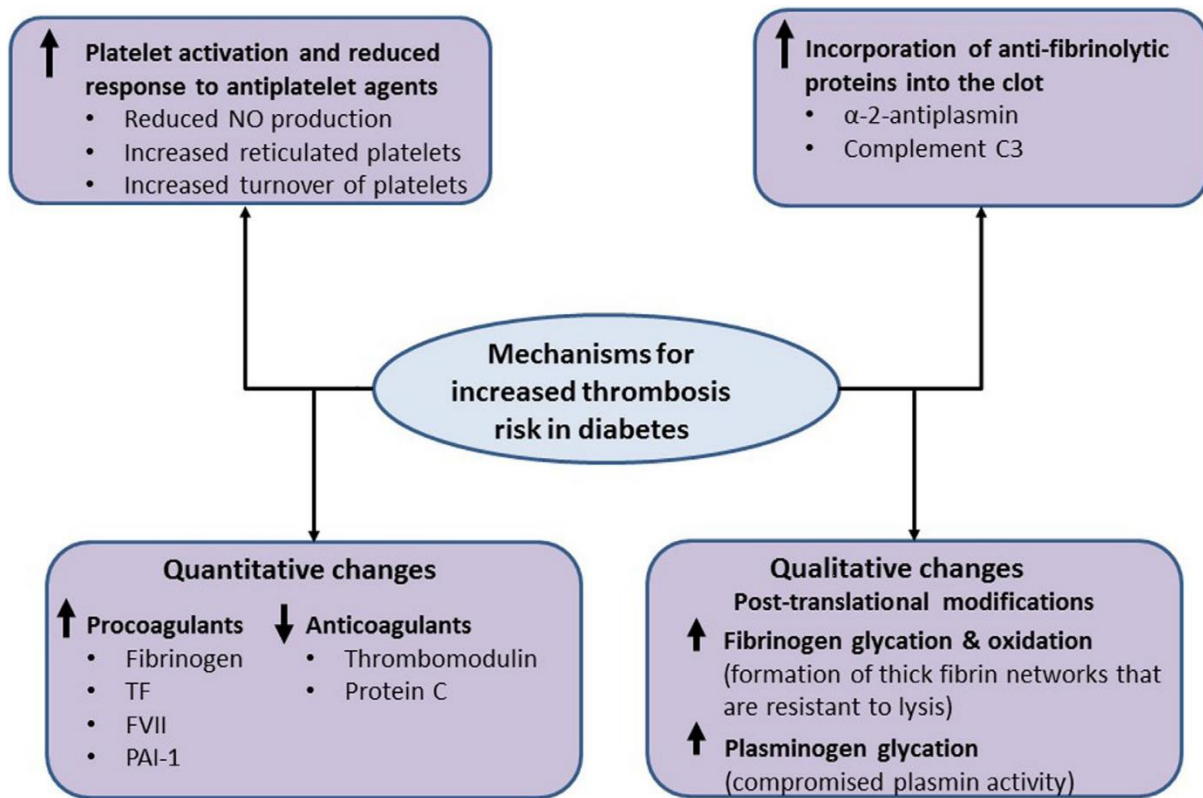 Platelet activation and reduced
response to antiplatelet agents
• Reduced NO production
• Increased reticulated platelets
• Increased turnover of platelets
Incorporation of anti-fibrinolytic
proteins into the clot
• α-2-antiplasmin
• Complement C3
Mechanisms for
increased thrombosis
risk in diabetes
Quantitative changes
Procoagulants
• Fibrinogen
• TF
• FVII
• PAI-1
Anticoagulants
• Thrombomodulin
• Protein C
Qualitative changes
Post-translational modifications
Fibrinogen glycation & oxidation
(formation of thick fibrin networks that
are resistant to lysis)
Plasminogen glycation
(compromised plasmin activity)